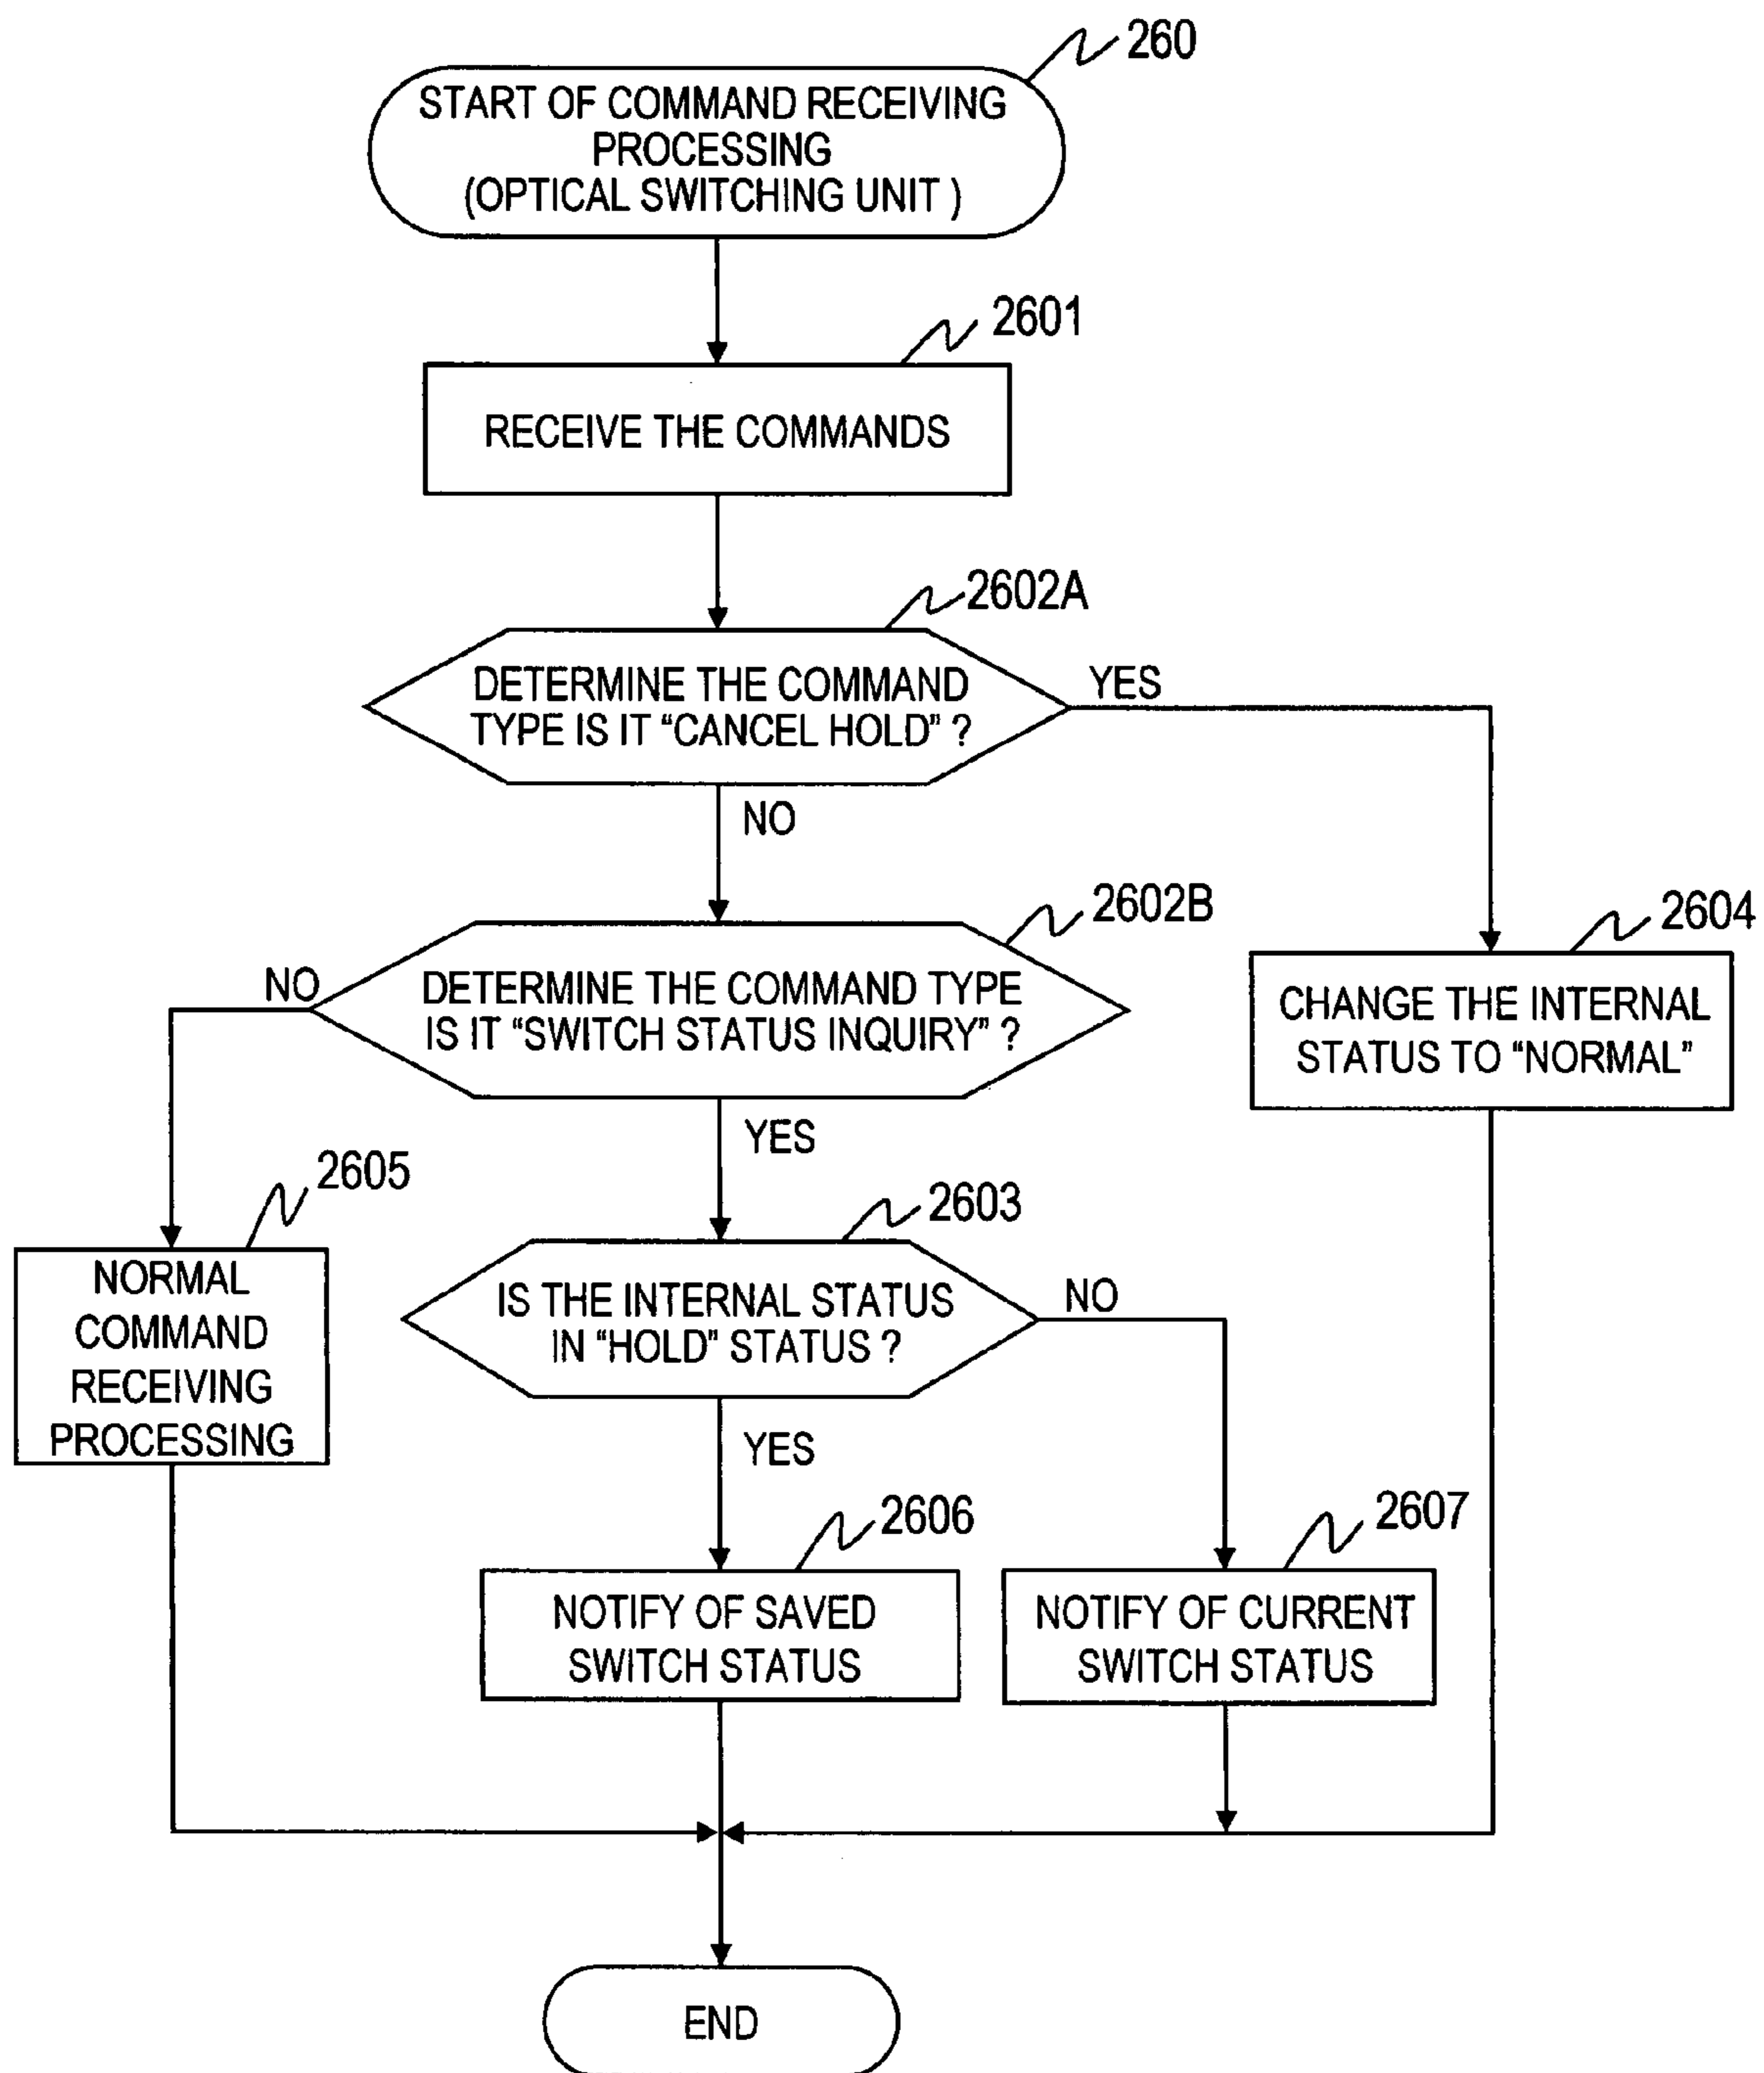 260
START OF COMMAND RECEIVING
PROCESSING
(OPTICAL SWITCHING UNIT )
2601
RECEIVE THE COMMANDS
2602A
DETERMINE THE COMMAND
TYPE IS IT “CANCEL HOLD” ?
YES
NO
2602B
DETERMINE THE COMMAND TYPE
IS IT “SWITCH STATUS INQUIRY” ?
NO
YES
2604
CHANGE THE INTERNAL
STATUS TO “NORMAL”
2605
NORMAL
COMMAND
RECEIVING
PROCESSING
2603
IS THE INTERNAL STATUS
IN “HOLD” STATUS ?
NO
YES
2606
NOTIFY OF SAVED
SWITCH STATUS
2607
NOTIFY OF CURRENT
SWITCH STATUS
END